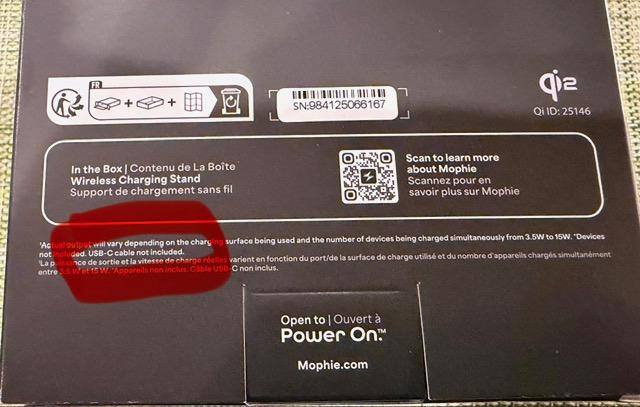 FR
SN:984125066167
Qi2
Qi ID: 25146
In the Box | Contenu de La Boîte
Wireless Charging Stand
Support de chargement sans fil
Scan to learn more
about Mophie
Scannez pour en
savoir plus sur Mophie
¹Actual output will vary depending on the charging surface being used and the number of devices being charged simultaneously from 3.5W to 15W. *Devices
not included. USB-C cable not included.
¹La puissance de sortie et la vitesse de charge réelles varient en fonction du port/de la surface de charge utilisé et du nombre d'appareils chargés simultanément
entre 3.5 W et 15 W. *Appareils non inclus. Câble USB-C non inclus.
Open to | Ouvert à
Power On.™
Mophie.com